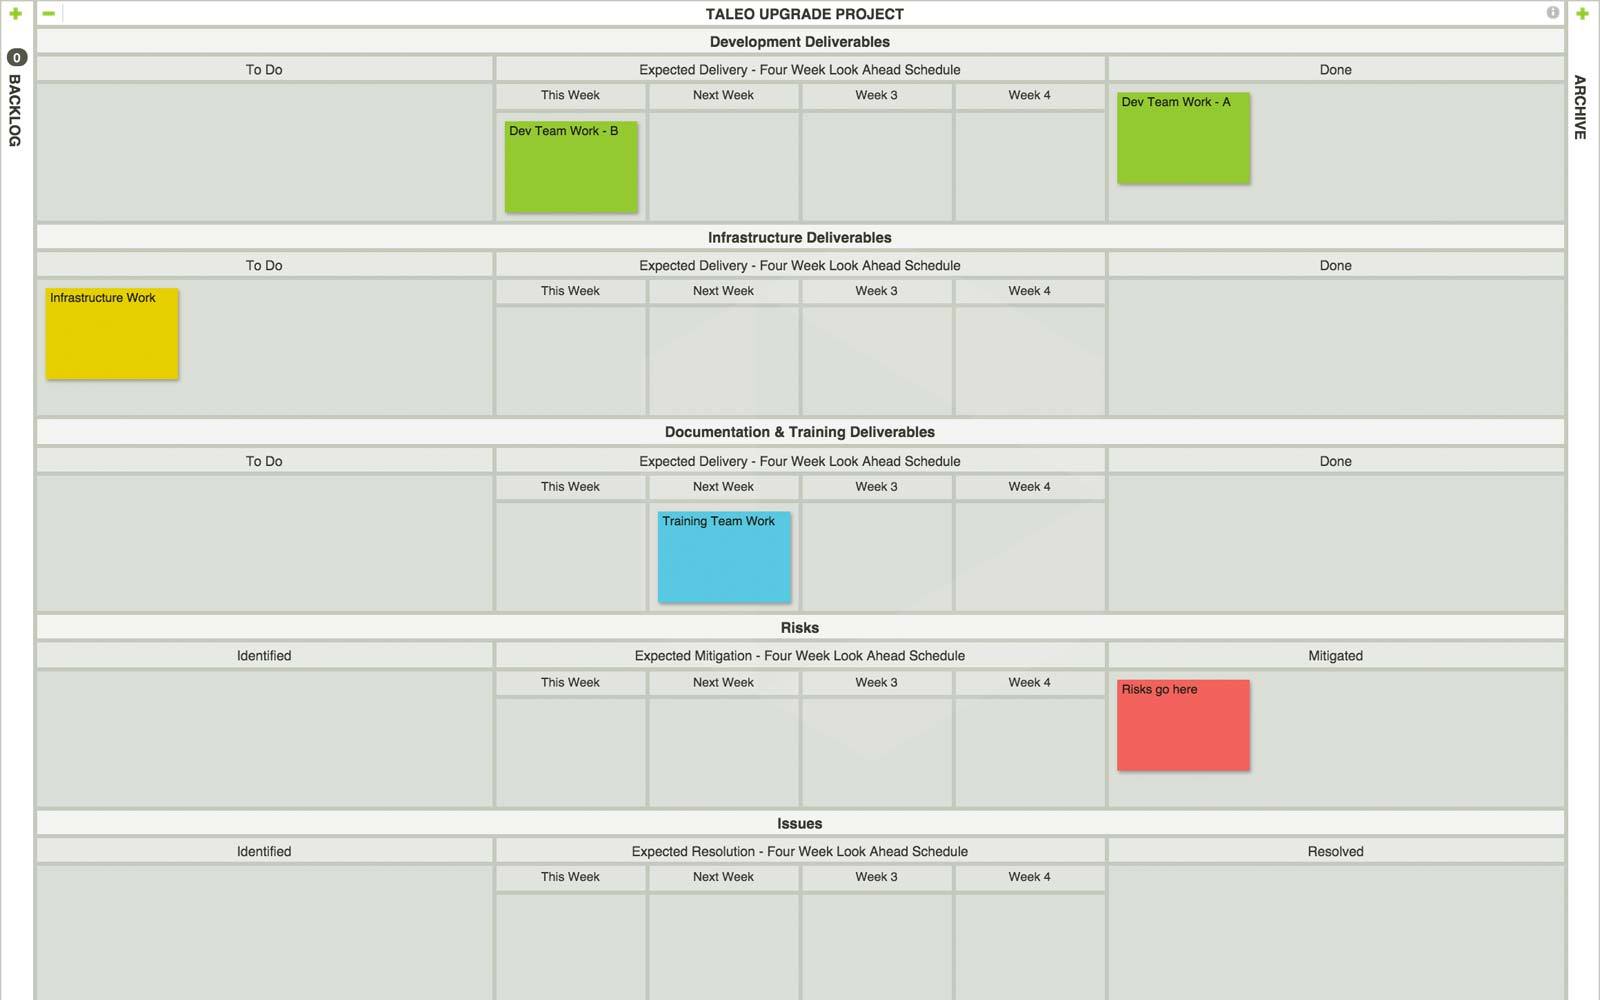 TALEO UPGRADE PROJECT
0
BACKLOG
ARCHIVE
Development Deliverables
To Do
Expected Delivery - Four Week Look Ahead Schedule
Done
This Week
Next Week
Week 3
Week 4
Dev Team Work - B
Dev Team Work - A
Infrastructure Deliverables
To Do
Expected Delivery - Four Week Look Ahead Schedule
Done
Infrastructure Work
This Week
Next Week
Week 3
Week 4
Documentation & Training Deliverables
To Do
Expected Delivery - Four Week Look Ahead Schedule
Done
This Week
Next Week
Week 3
Week 4
Training Team Work
Risks
Identified
Expected Mitigation - Four Week Look Ahead Schedule
Mitigated
This Week
Next Week
Week 3
Week 4
Risks go here
Issues
Identified
Expected Resolution - Four Week Look Ahead Schedule
Resolved
This Week
Next Week
Week 3
Week 4